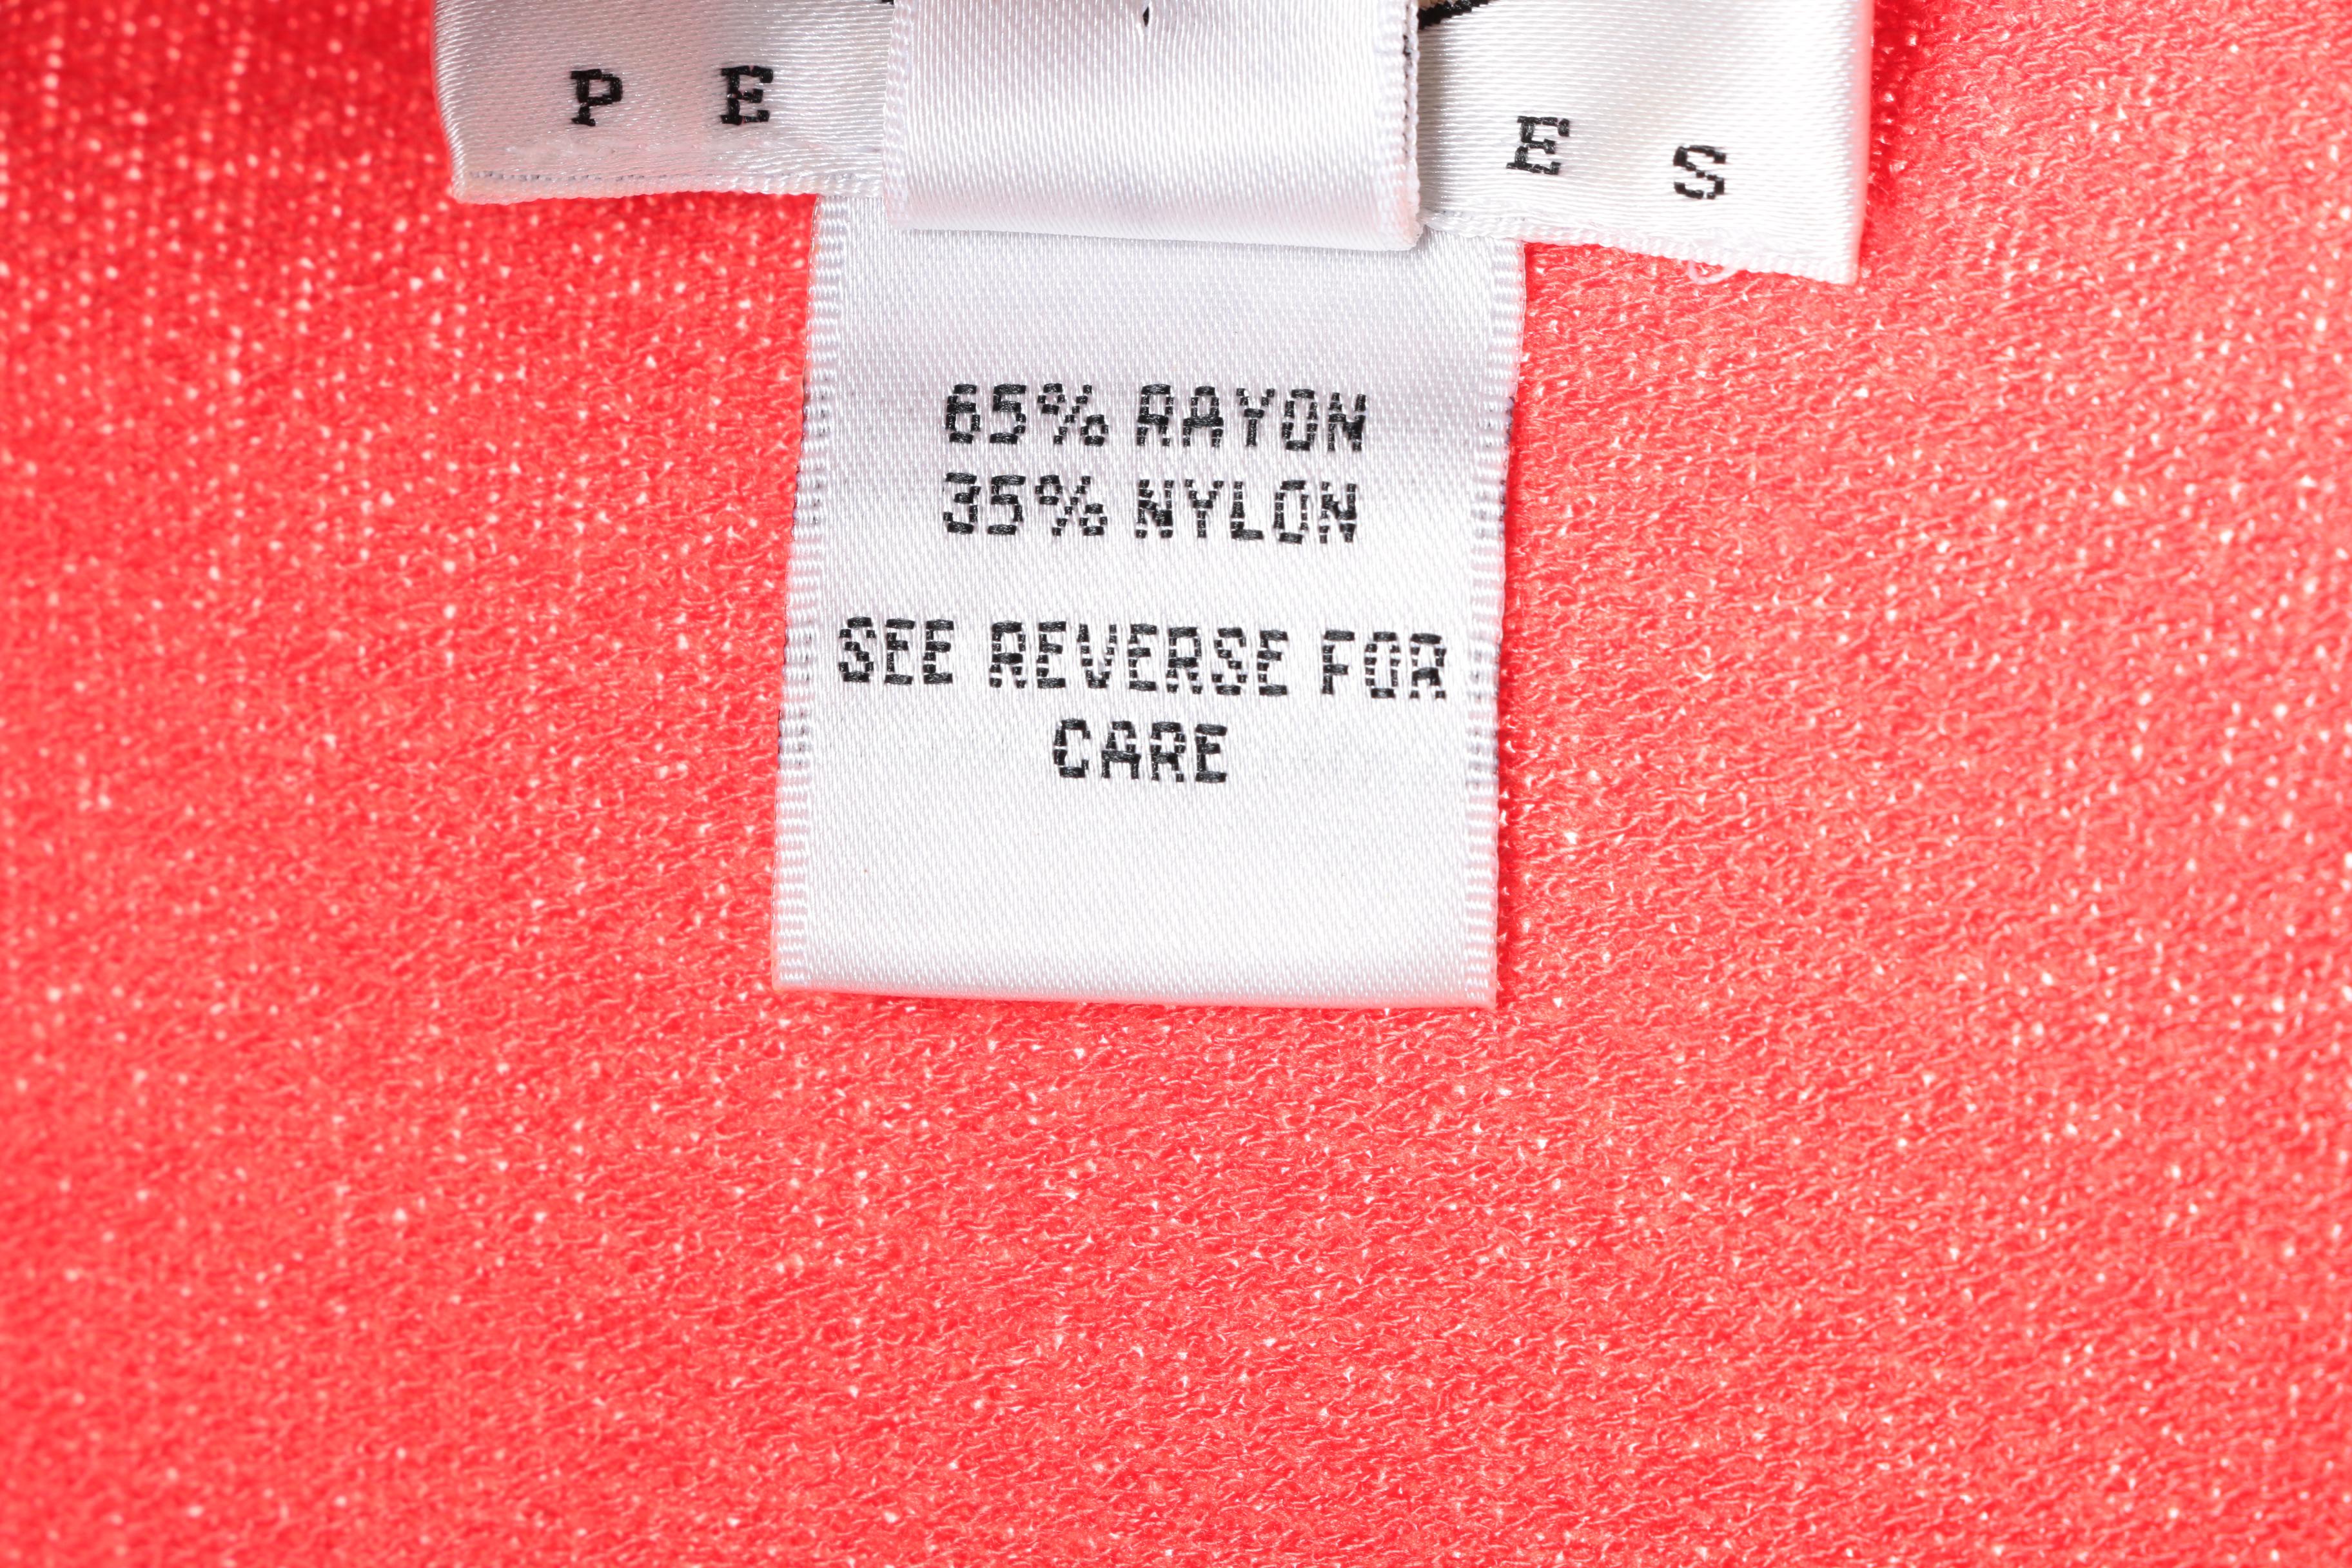 P E E S
65% RAYON
35% NYLON
SEE REVERSE FOR
CARE